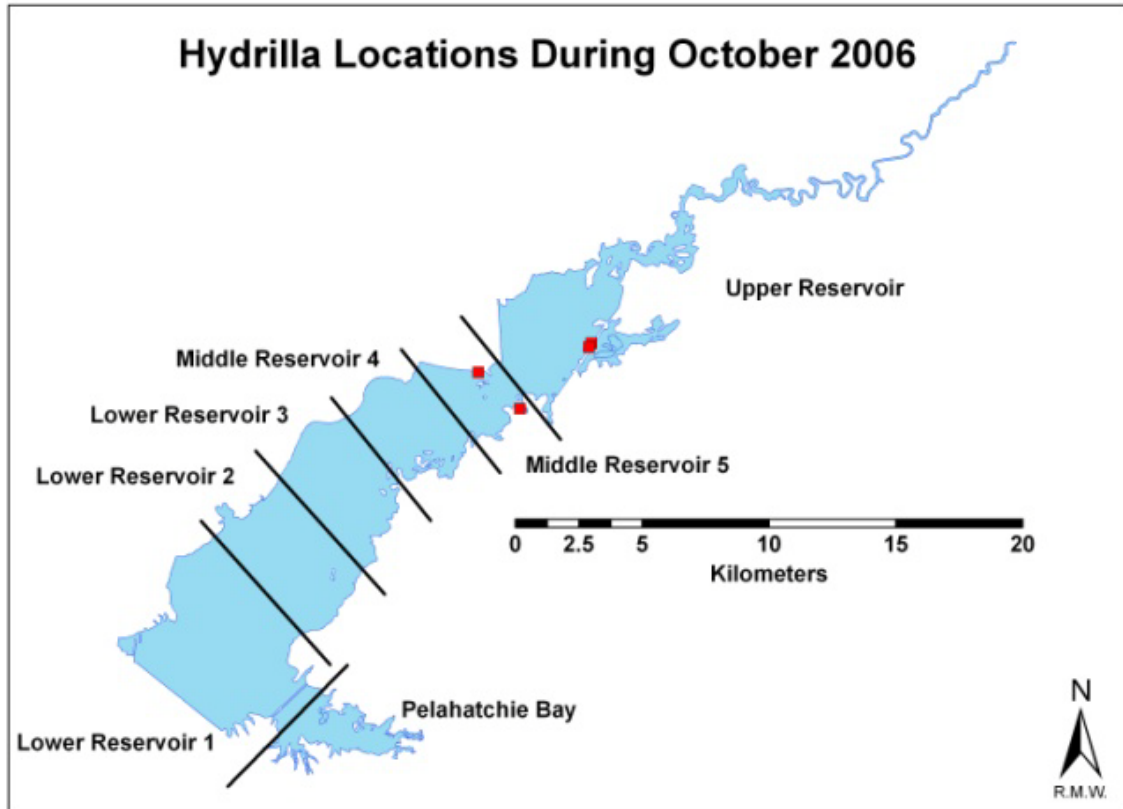 Hydrilla Locations During October 2006
Upper Reservoir
Middle Reservoir 4
Lower Reservoir 3
Middle Reservoir 5
Lower Reservoir 2
0 2.5 5 10 15 20
Kilometers
Pelahatchie Bay
Lower Reservoir 1
N
R.M.W.